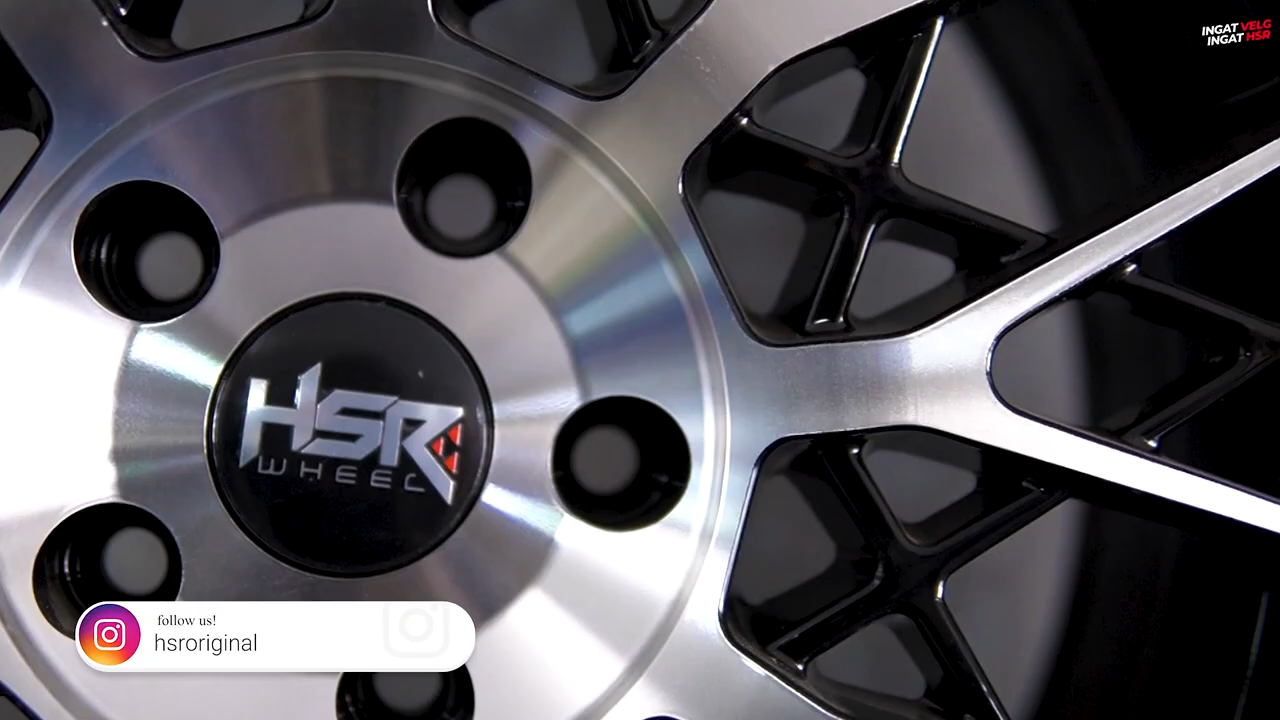 INGAT VELG
INGAT HSR
HSR
WHEEL
follow us!
hsroriginal